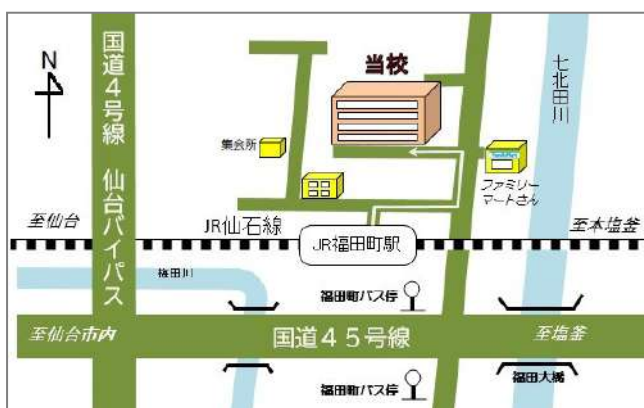 N
国道４号線 仙台バイパス
当校
七北田川
集会所
FamilyMart
ファミリー
マートさん
至仙台
JR仙石線
JR福田町駅
至本塩釜
梅田川
福田町バス停
至仙台市内
国道４５号線
至塩釜
福田町バス停
福田大橋